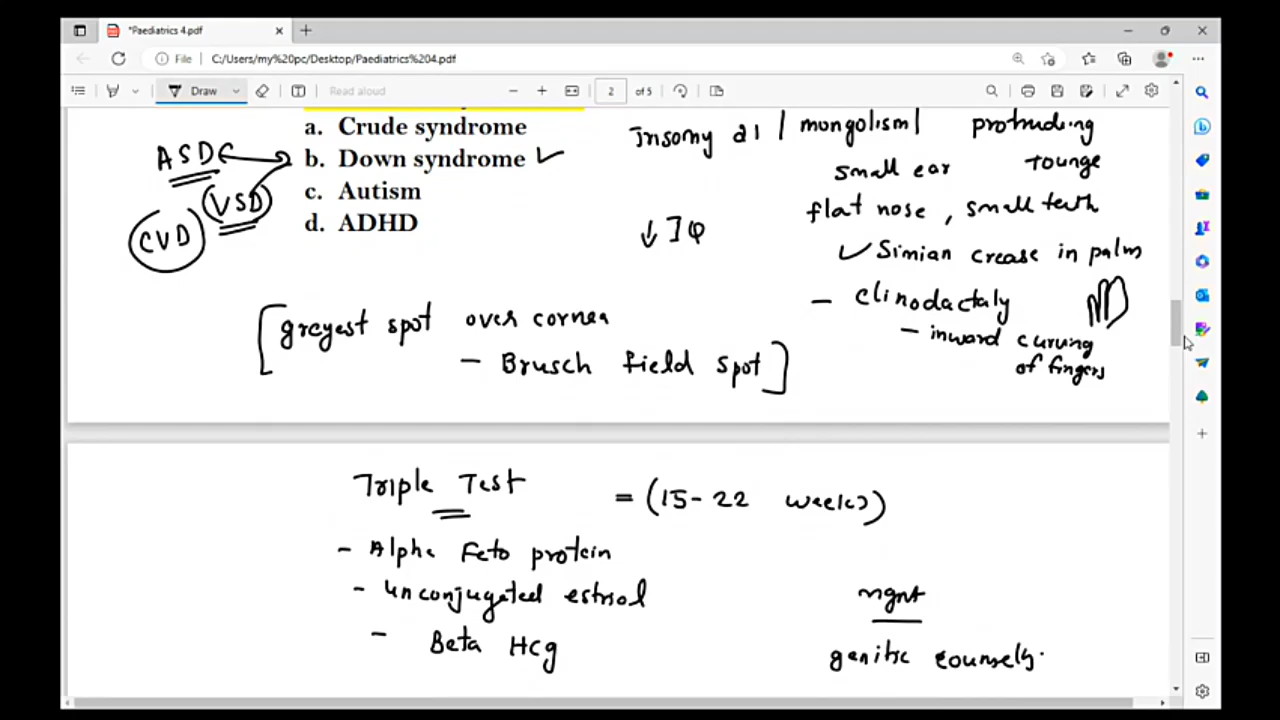 *Paediatrics 4.pdf
File C:/Users/my%20pc/Desktop/Paediatrics%204.pdf
Draw Read aloud 2 of 5
a. Crude syndrome
b. Down syndrome
c. Autism
d. ADHD
ASD
VSD
CVD
Trisomy 21 | mongolism | protruding
tounge
small ear
flat nose, small teeth
↓ IQ
Simian crease in palm
- clinodactaly
- inward curving
of fingers
[greyest spot over cornea
- Brusch field spot]
Triple Test = (15-22 weeks)
- Alpha Feto protein
- unconjugated estriol
- Beta HCg
mgnt
genitic